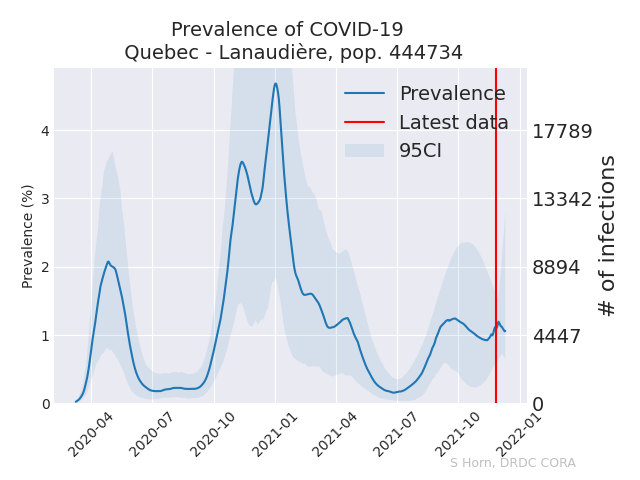 Prevalence of COVID-19
Quebec - Lanaudière, pop. 444734
Prevalence
Latest data
95CI
Prevalence (%)
4
3
2
1
0
17789
13342
8894
4447
0
# of infections
2020-04
2020-07
2020-10
2021-01
2021-04
2021-07
2021-10
2022-01
S Horn, DRDC CORA